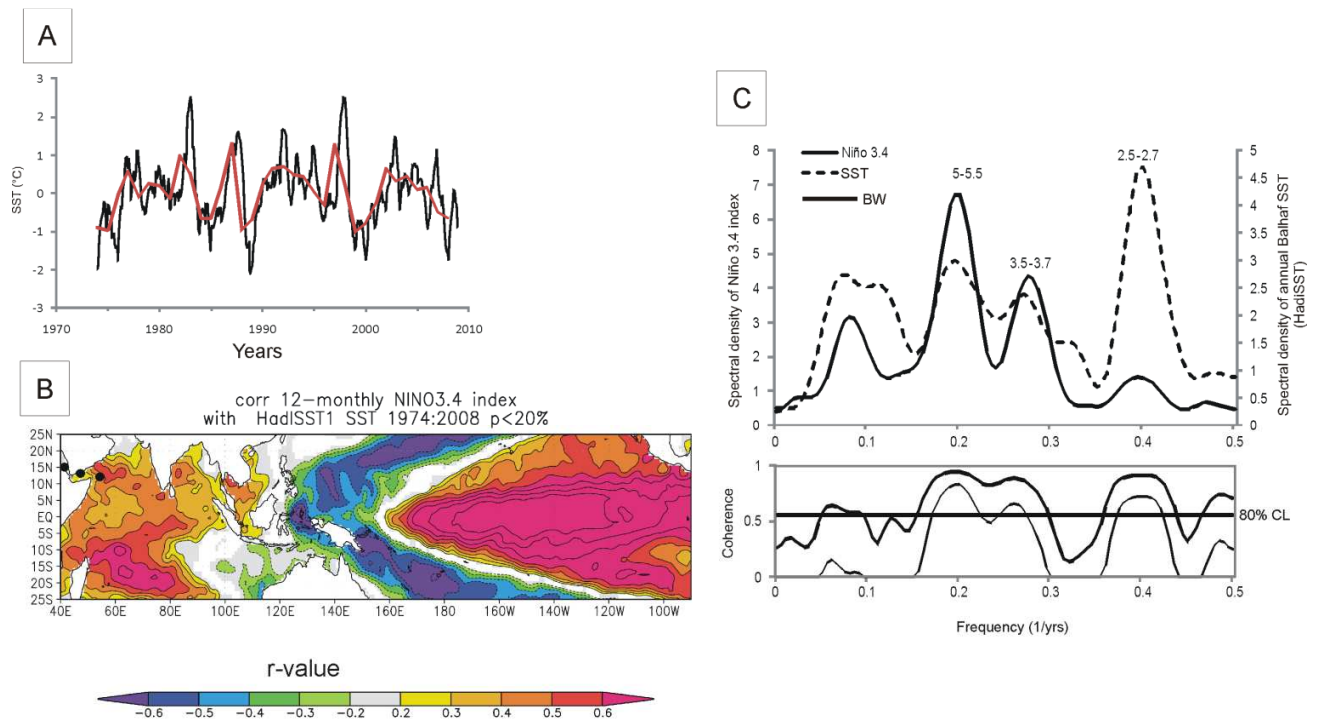 A
3
2
1
0
-1
-2
-3
SST (°C)
1970 1980 1990 2000 2010
Years
B
corr 12-monthly NINO3.4 index
with HadISST1 SST 1974:2008 p<20%
25N
20N
15N
10N
5N
EQ
5S
10S
15S
20S
25S
40E 60E 80E 100E 120E 140E 160E 180 160W 140W 120W 100W
r-value
-0.6 -0.5 -0.4 -0.3 -0.2 0.2 0.3 0.4 0.5 0.6
C
Niño 3.4
SST
BW
5-5.5
3.5-3.7
2.5-2.7
8
7
6
5
4
3
2
1
0
Spectral density of Niño 3.4 index
5
4.5
4
3.5
3
2.5
2
1.5
1
0.5
0
Spectral density of annual Balhaf SST
(HadiSST)
0 0.1 0.2 0.3 0.4 0.5
1
0.5
0
Coherence
80% CL
0 0.1 0.2 0.3 0.4 0.5
Frequency (1/yrs)